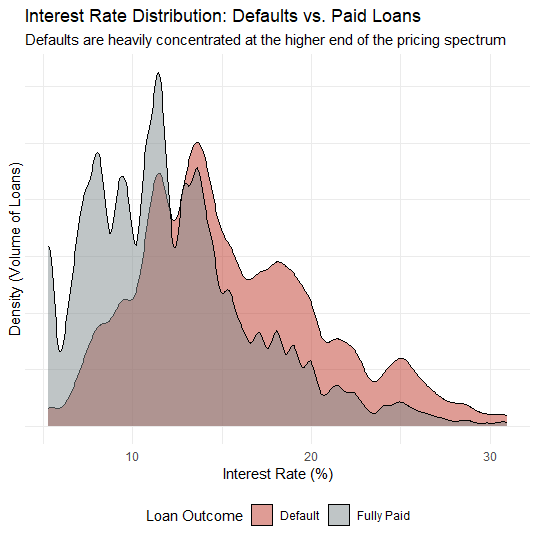 Interest Rate Distribution: Defaults vs. Paid Loans
Defaults are heavily concentrated at the higher end of the pricing spectrum
Density (Volume of Loans)
10 20 30
Interest Rate (%)
Loan Outcome Default Fully Paid